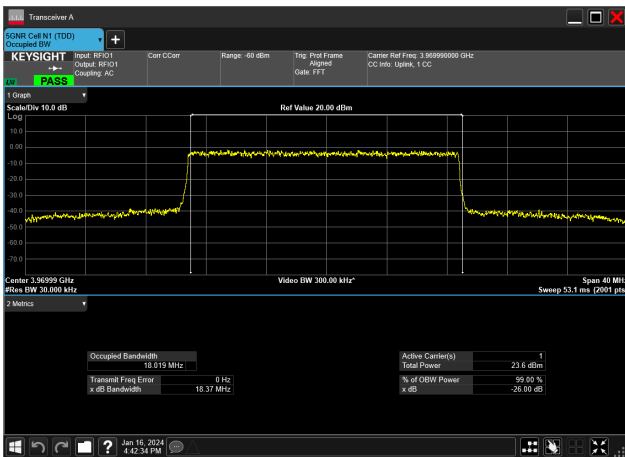 Transceiver A
5GNR Cell N1 (TDD)
Occupied BW
KEYSIGHT
PASS
Input: RFIO1
Output: RFIO1
Coupling: AC
Corr CCorr
Range: -60 dBm
Trig: Prot Frame
Aligned
Gate: FFT
Carrier Ref Freq: 3.969990000 GHz
CC Info: Uplink, 1 CC
1 Graph
Scale/Div 10.0 dB
Ref Value 20.00 dBm
Log
10.0
0.00
-10.0
-20.0
-30.0
-40.0
-50.0
-60.0
-70.0
Center 3.96999 GHz
Video BW 300.00 kHz^
Span 40 MHz
#Res BW 30.000 kHz
Sweep 53.1 ms (2001 pts
2 Metrics
Occupied Bandwidth
18.019 MHz
Transmit Freq Error 0 Hz
x dB Bandwidth 18.37 MHz
Active Carrier(s) 1
Total Power 23.6 dBm
% of OBW Power 99.00 %
x dB -26.00 dB
Jan 16, 2024
4:42:34 PM